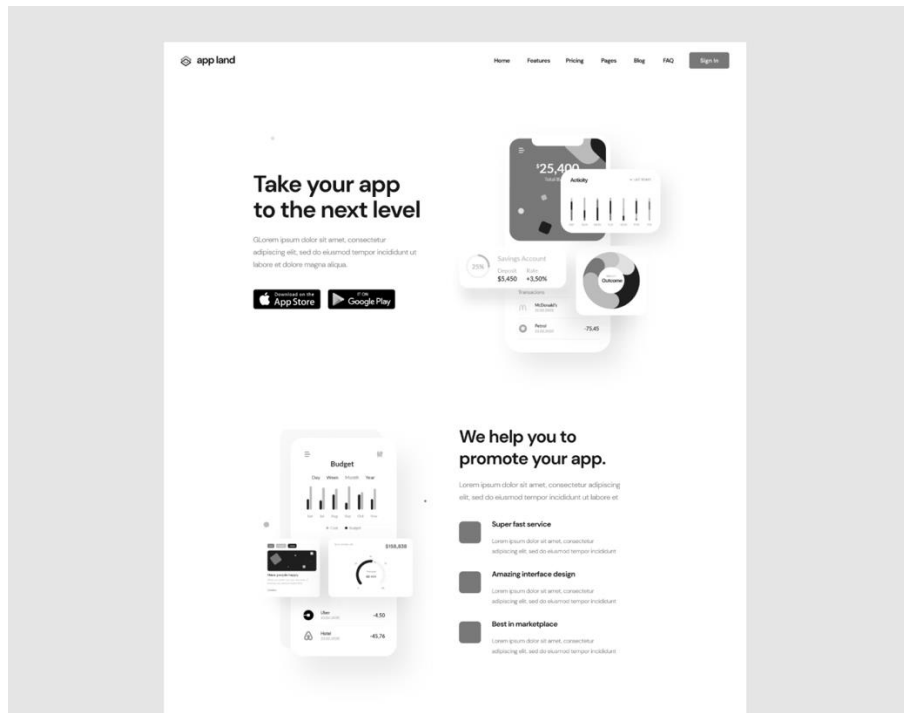 app land
Home Features Pricing Pages Blog FAQ Sign In
Take your app
to the next level
GLorem ipsum dolor sit amet, consectetur
adipiscing elit, sed do eiusmod tempor incididunt ut
labore et dolore magna aliqua.
Download on the
App Store
IT ON
Google Play
$25,400
Total
Activity
Savings Account
25%
Deposit Rate
$5,450 +3,50%
Outcome
Transactions
McDonald's
Petrol
-75,45
We help you to
promote your app.
Lorem ipsum dolor sit amet, consectetur adipiscing
elit, sed do eiusmod tempor incididunt ut labore et
Super fast service
Lorem ipsum dolor sit amet, consectetur
adipiscing elit, sed do eiusmod tempor incididunt
Amazing interface design
Lorem ipsum dolor sit amet, consectetur
adipiscing elit, sed do eiusmod tempor incididunt
Best in marketplace
Lorem ipsum dolor sit amet, consectetur
adipiscing elit, sed do eiusmod tempor incididunt
Budget
Day Week Month Year
Budget
Uber
-4,50
Hotel
-45,76